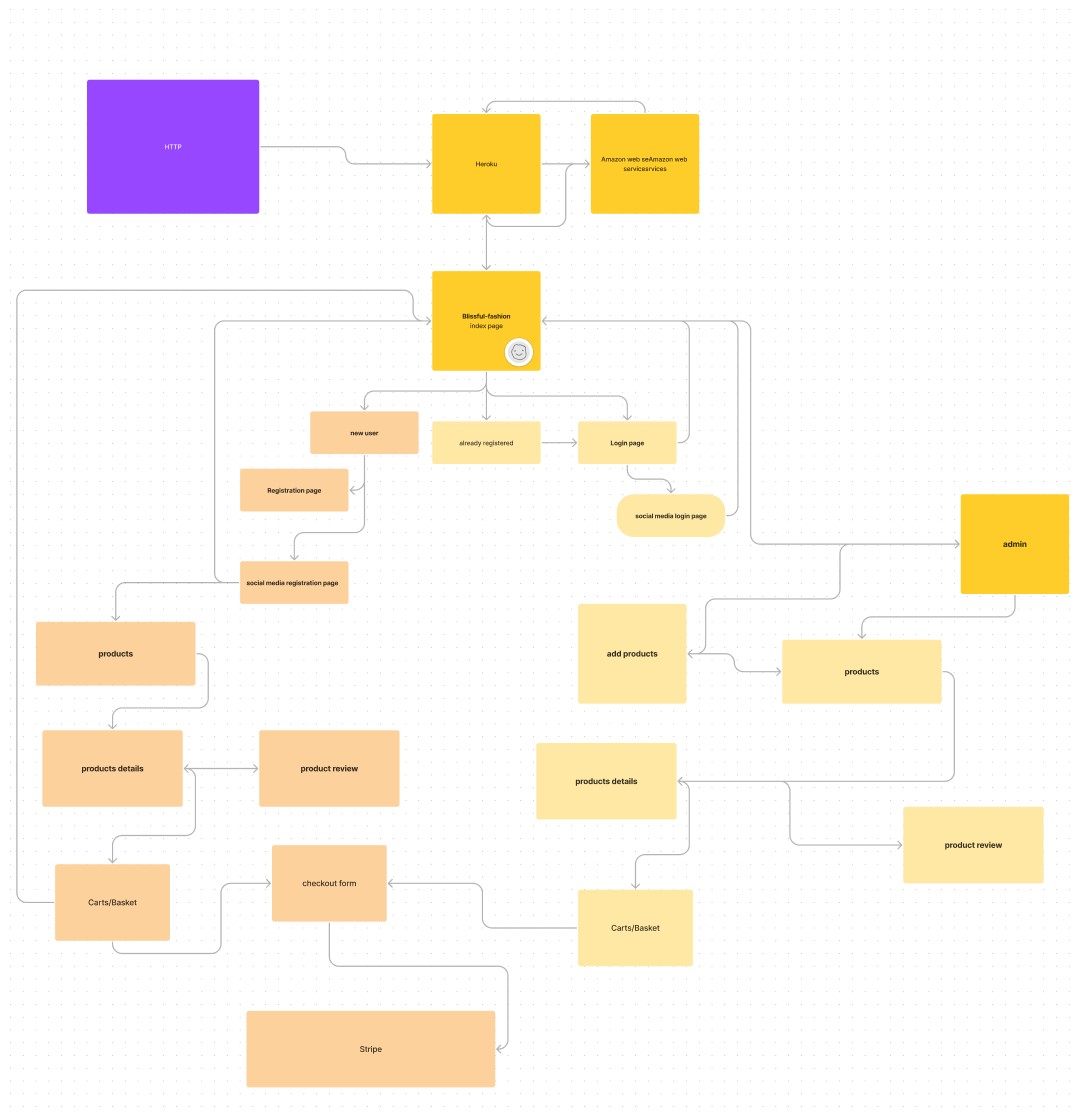 HTTP
Heroku
Amazon web seAmazon web
servicesrvices
Blissful-fashion
index page
new user
already registered
Login page
Registration page
social media login page
admin
social media registration page
products
add products
products
products details
product review
products details
product review
Carts/Basket
checkout form
Carts/Basket
Stripe